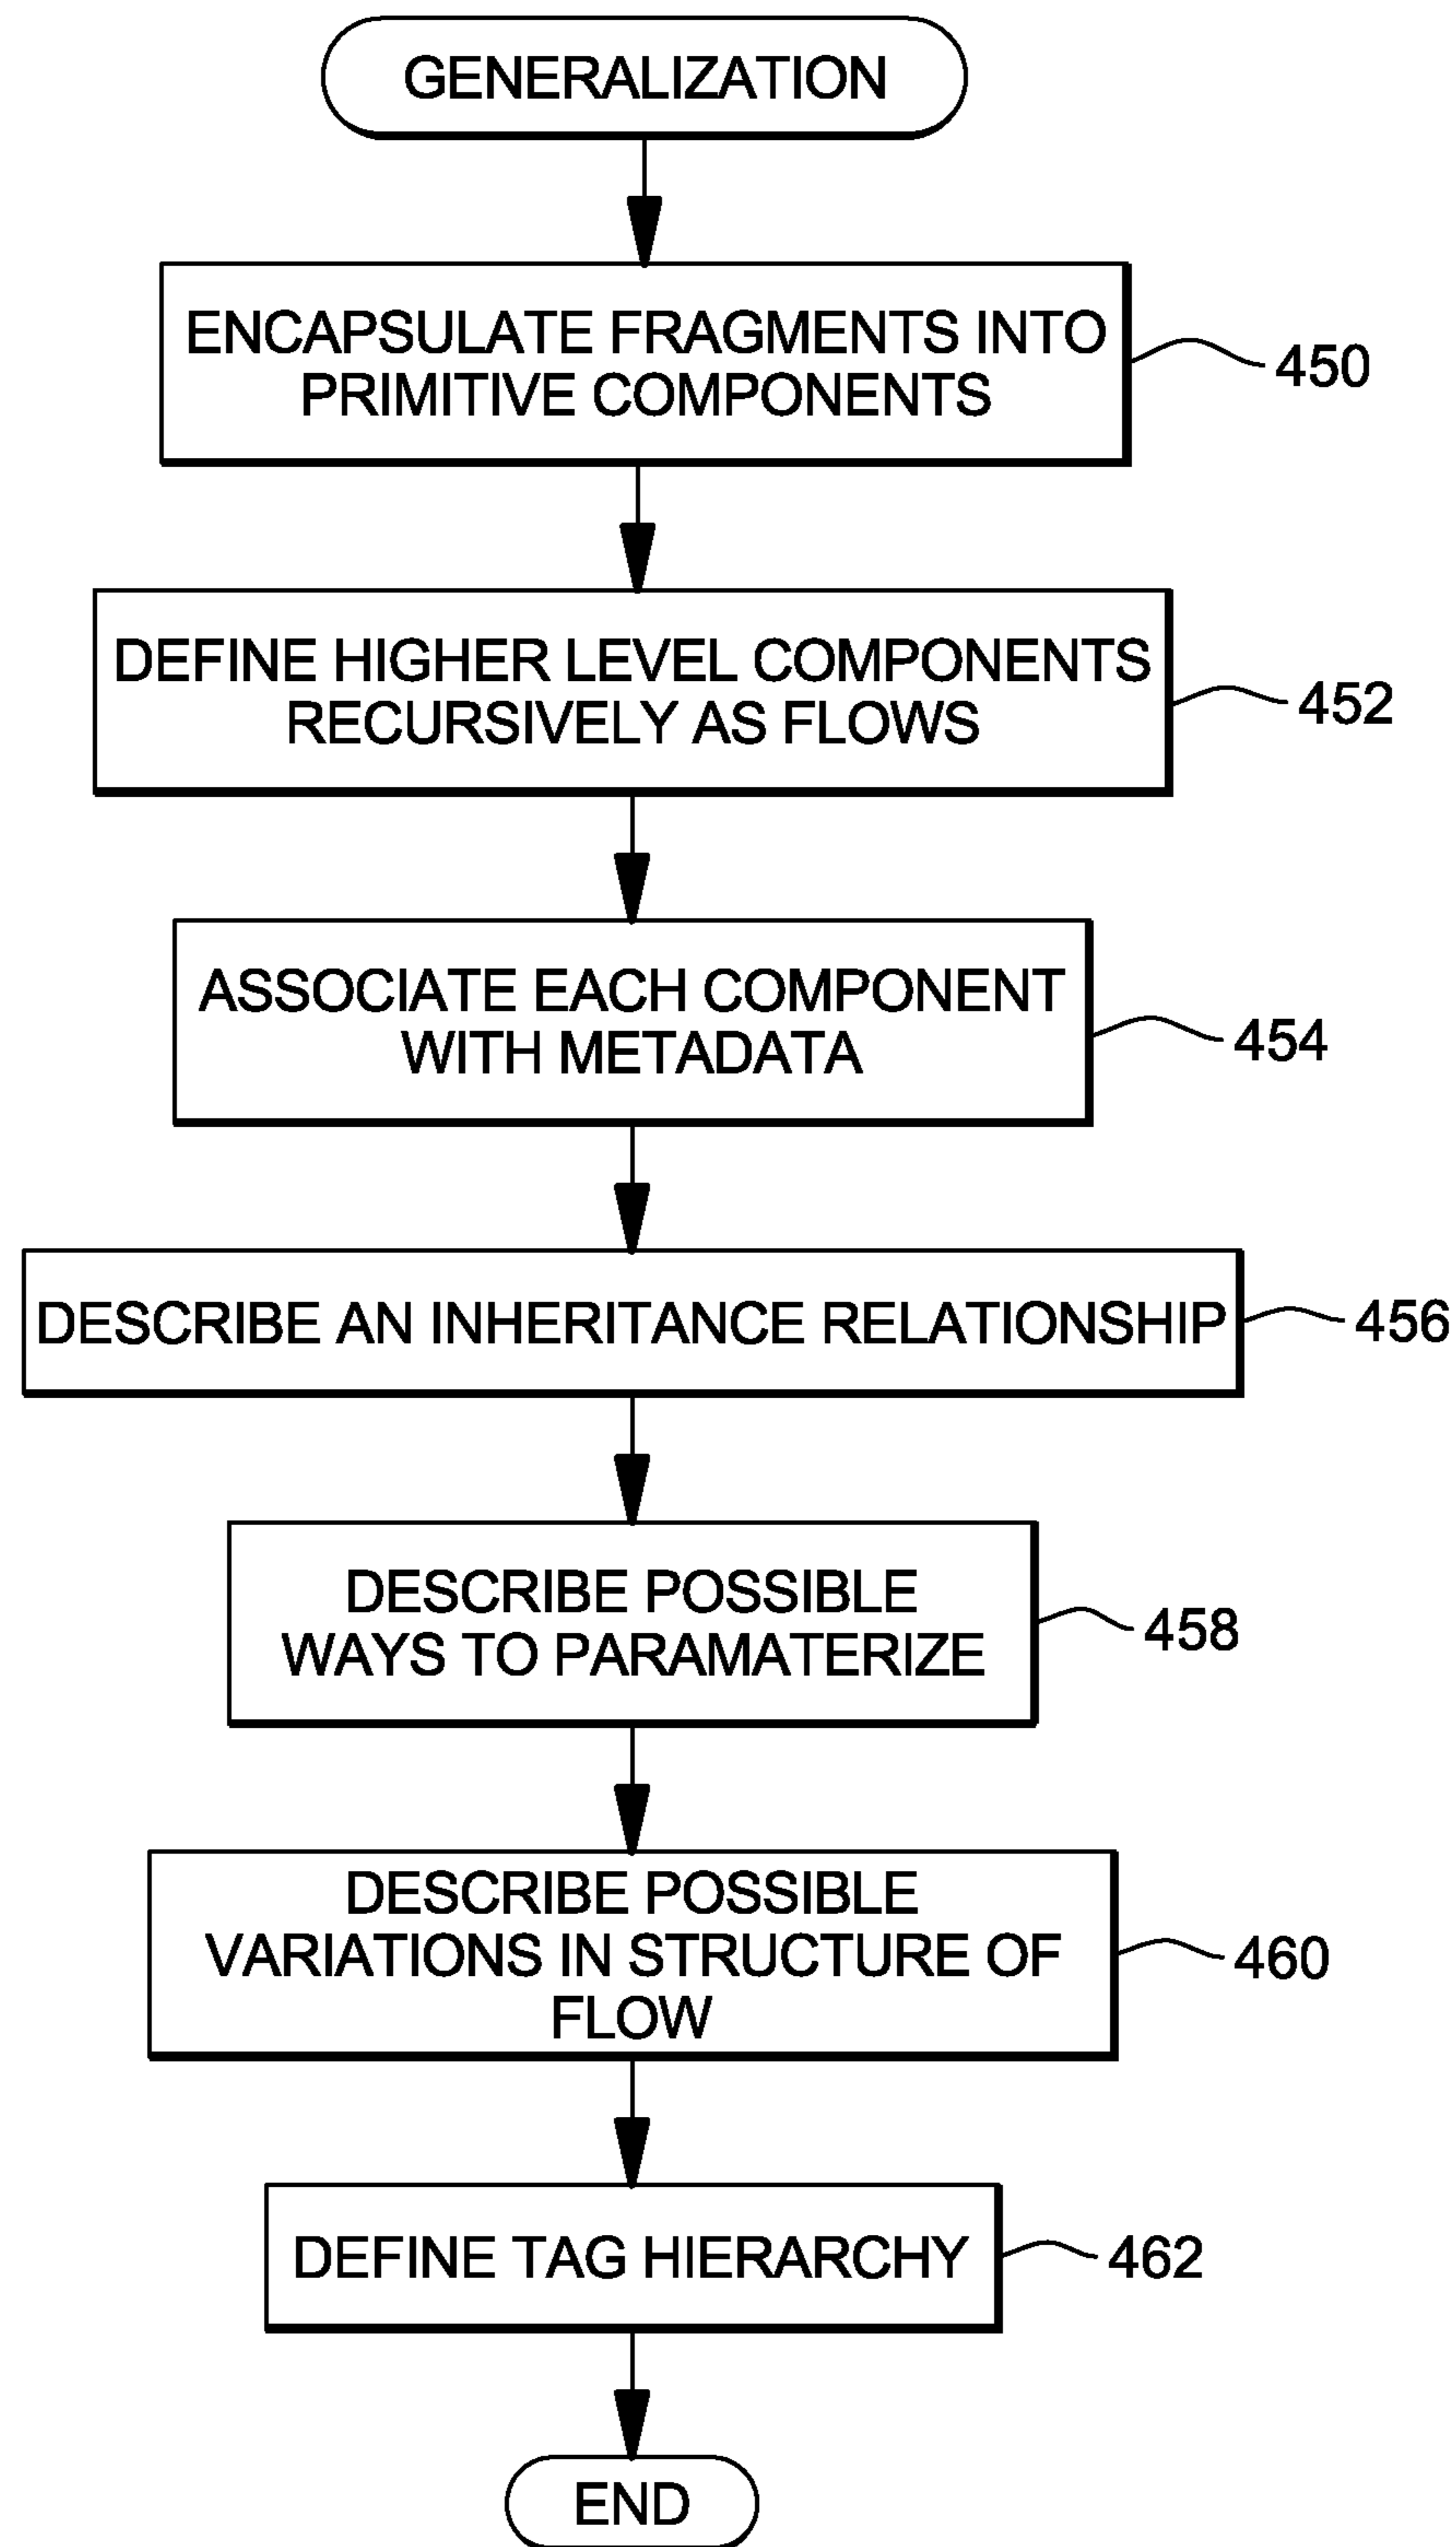 GENERALIZATION
ENCAPSULATE FRAGMENTS INTO
PRIMITIVE COMPONENTS
450
DEFINE HIGHER LEVEL COMPONENTS
RECURSIVELY AS FLOWS
452
ASSOCIATE EACH COMPONENT
WITH METADATA
454
DESCRIBE AN INHERITANCE RELATIONSHIP
456
DESCRIBE POSSIBLE
WAYS TO PARAMATERIZE
458
DESCRIBE POSSIBLE
VARIATIONS IN STRUCTURE OF
FLOW
460
DEFINE TAG HIERARCHY
462
END